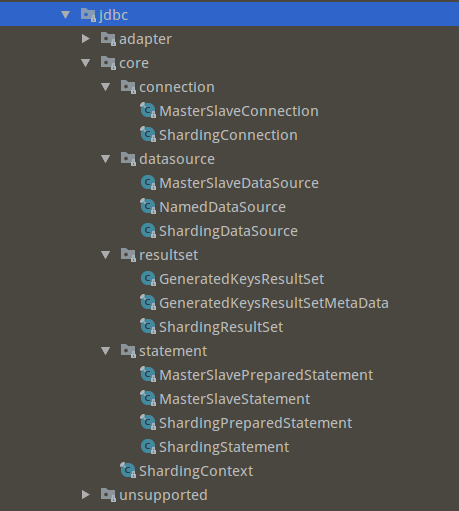 jdbc
adapter
core
connection
MasterSlaveConnection
ShardingConnection
datasource
MasterSlaveDataSource
NamedDataSource
ShardingDataSource
resultset
GeneratedKeysResultSet
GeneratedKeysResultSetMetaData
ShardingResultSet
statement
MasterSlavePreparedStatement
MasterSlaveStatement
ShardingPreparedStatement
ShardingStatement
ShardingContext
unsupported